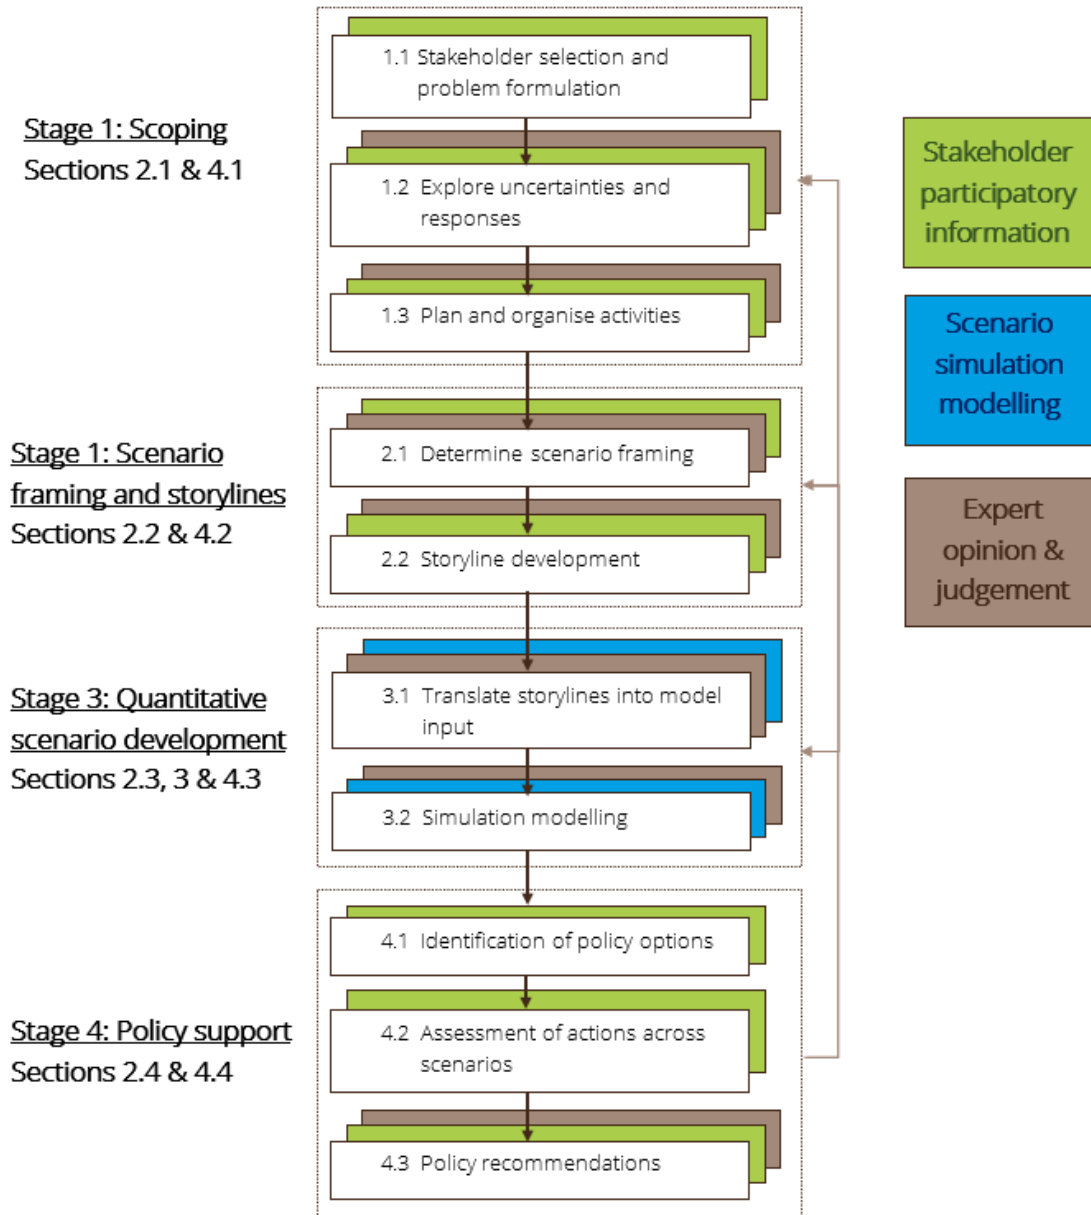 1.1 Stakeholder selection and
problem formulation
Stage 1: Scoping
Sections 2.1 & 4.1
1.2 Explore uncertainties and
responses
1.3 Plan and organise activities
Stage 1: Scenario
framing and storylines
Sections 2.2 & 4.2
2.1 Determine scenario framing
2.2 Storyline development
Stage 3: Quantitative
scenario development
Sections 2.3, 3 & 4.3
3.1 Translate storylines into model
input
3.2 Simulation modelling
Stage 4: Policy support
Sections 2.4 & 4.4
4.1 Identification of policy options
4.2 Assessment of actions across
scenarios
4.3 Policy recommendations
Stakeholder
participatory
information
Scenario
simulation
modelling
Expert
opinion &
judgement